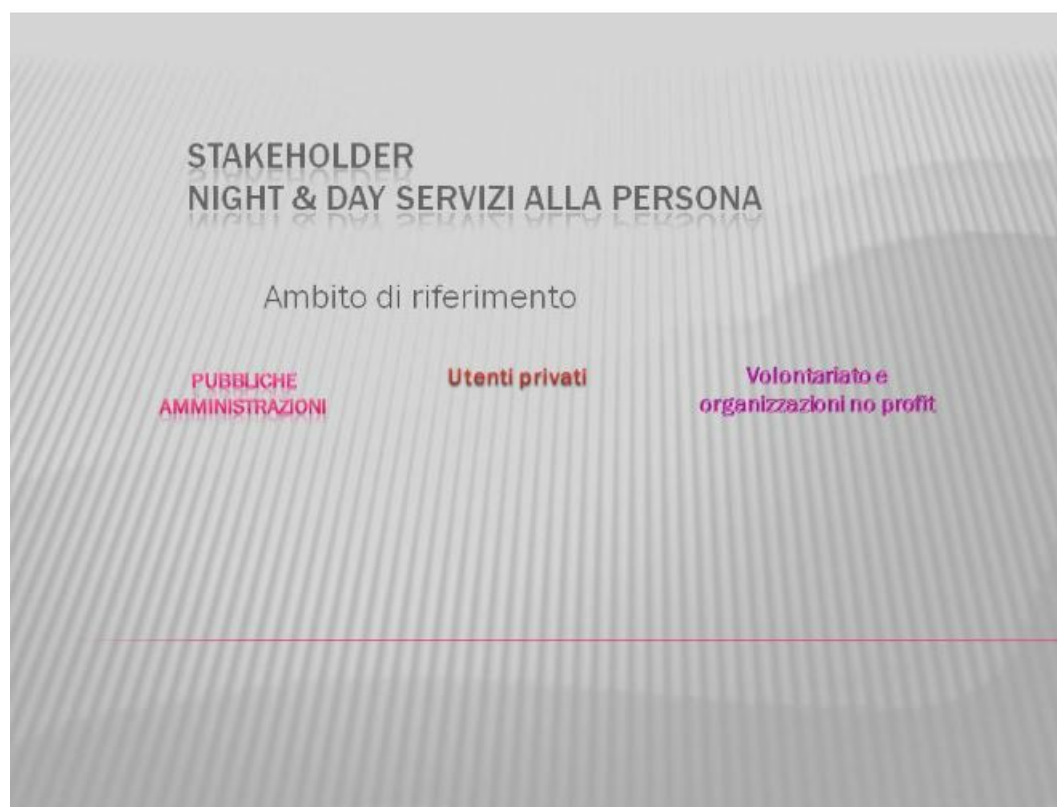 STAKEHOLDER
NIGHT & DAY SERVIZI ALLA PERSONA
Ambito di riferimento
PUBBLICHE
AMMINISTRAZIONI
Utenti privati
Volontariato e
organizzazioni no profit